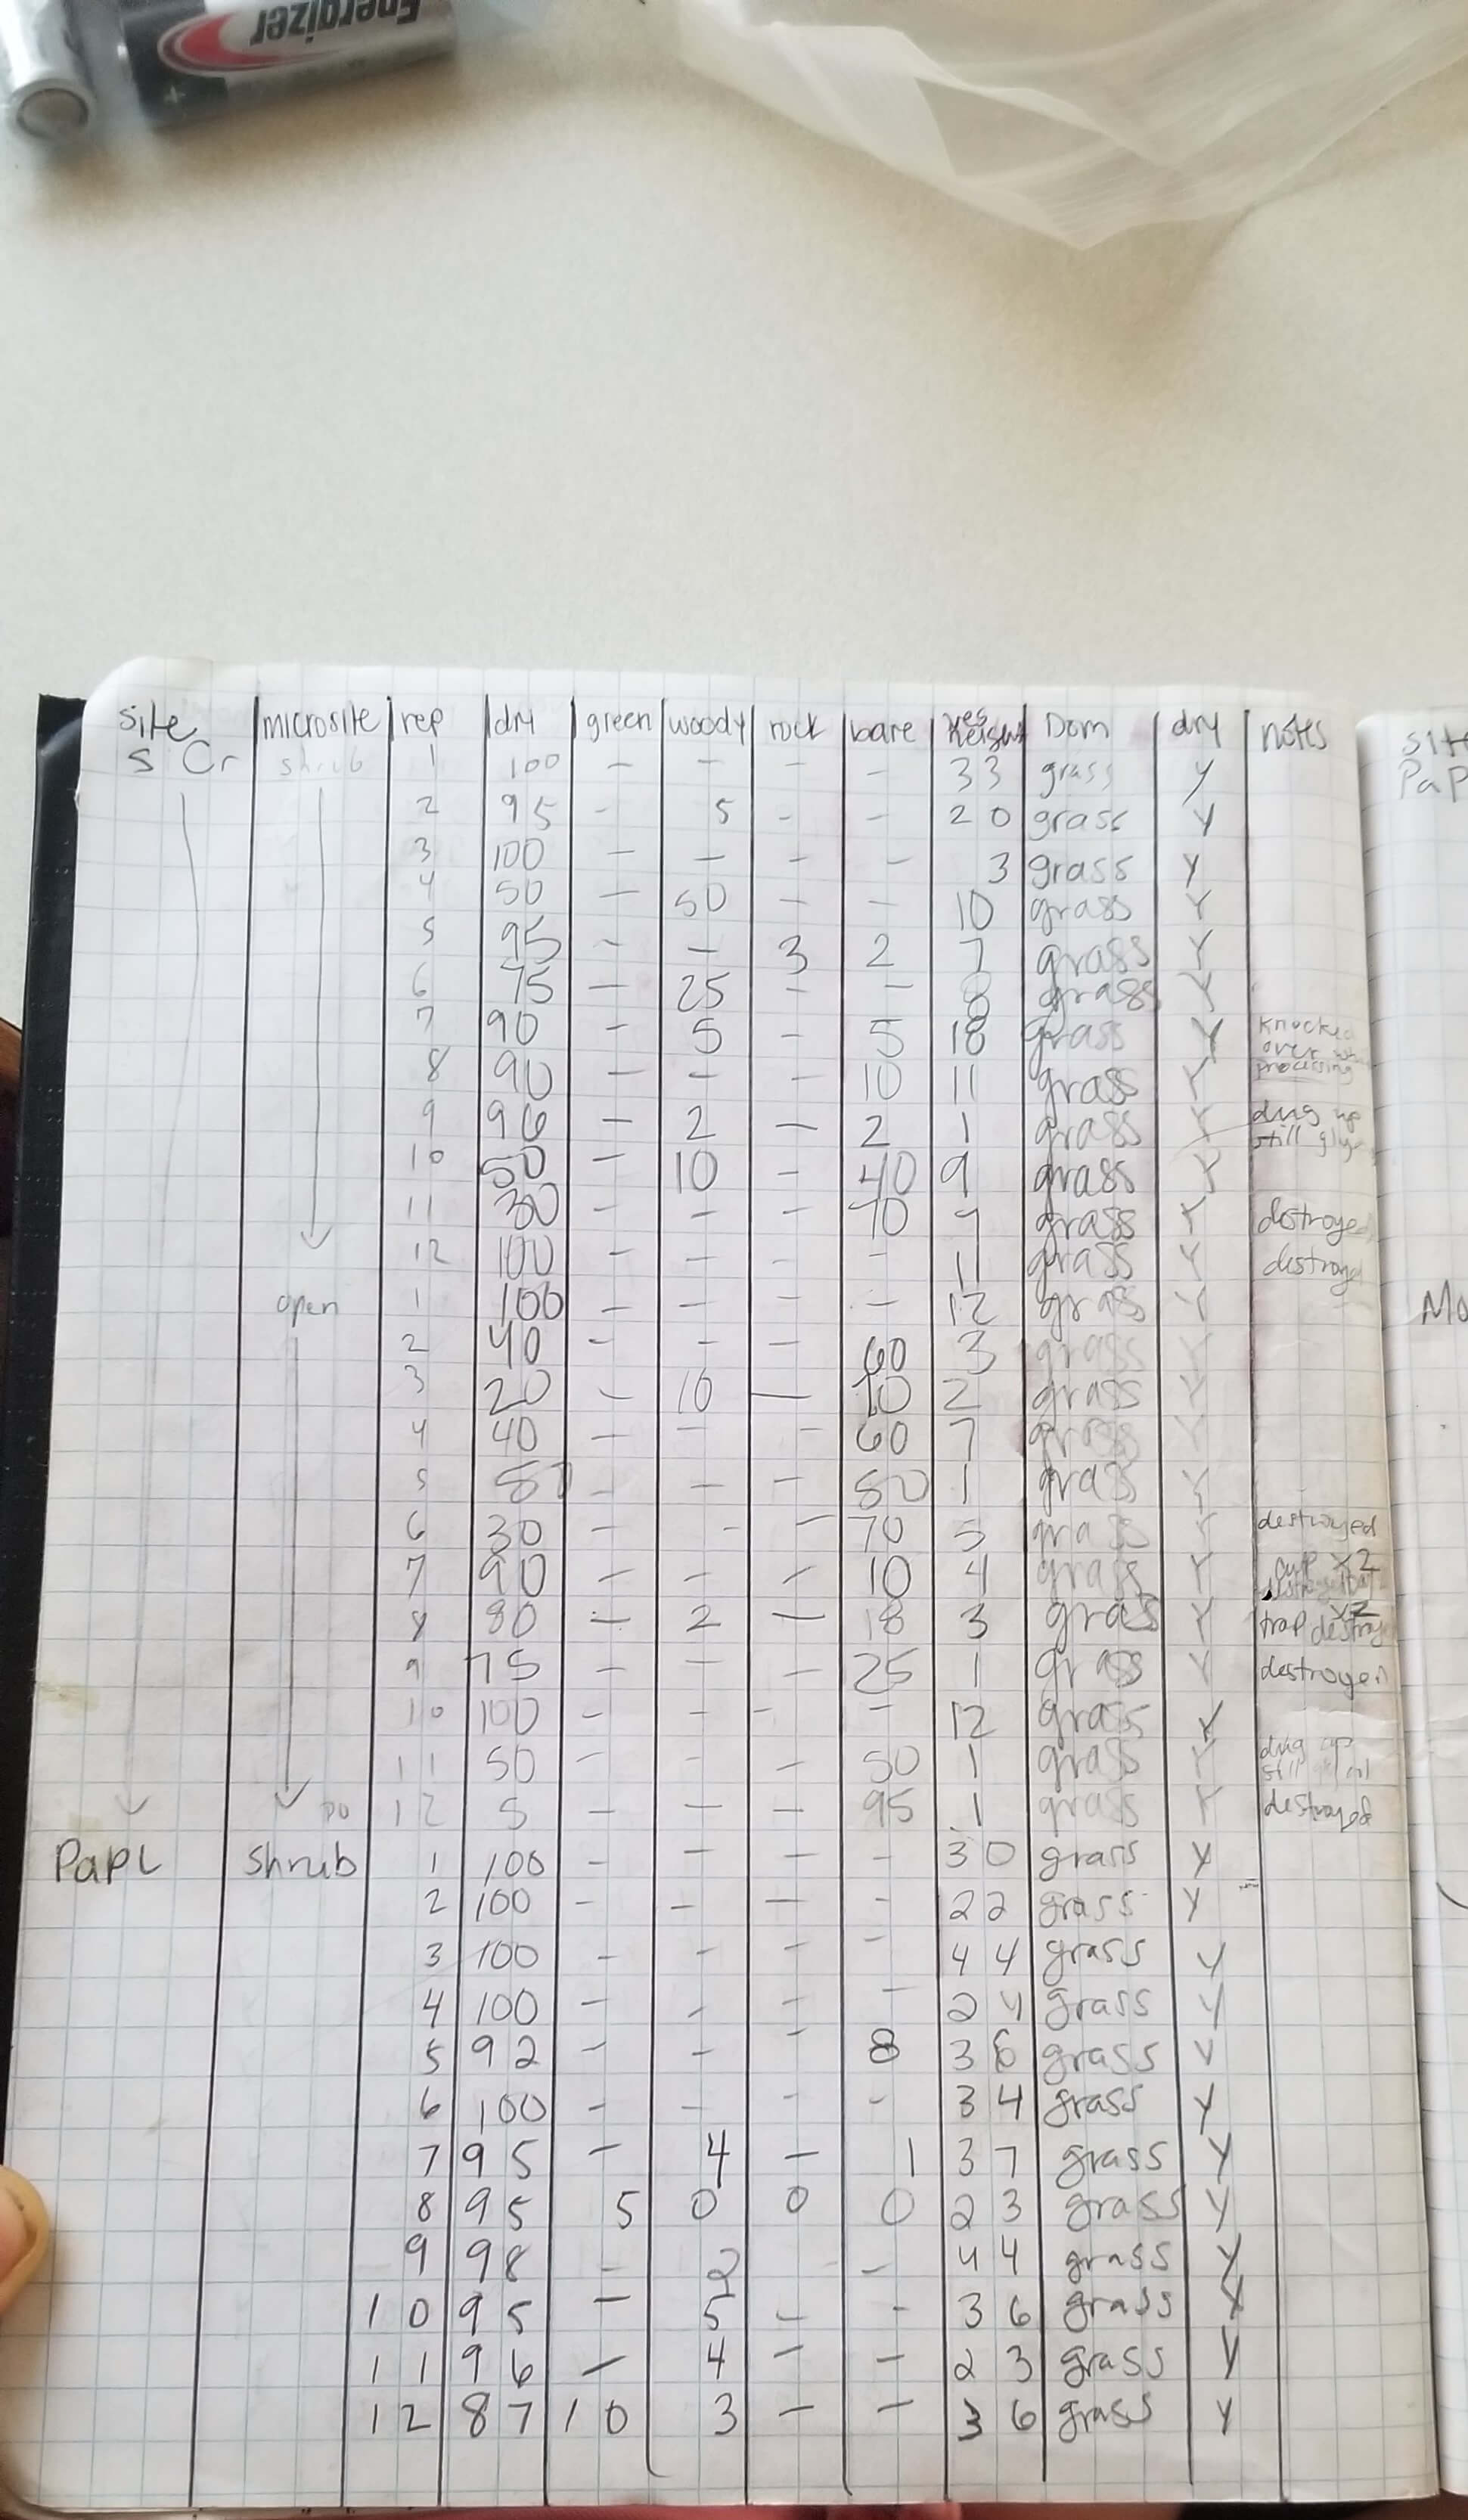 Energizer
+
site microsite rep dry green woody rock bare veg height Dom dry notes
S Cr shrub 1 100 - - - - 33 grass y
2 95 - 5 - - 20 grass y
3 100 - - - - 3 grass y
4 50 - 50 - - 10 grass Y
5 95 - - 3 2 7 grass Y
6 75 - 25 - - 8 grass Y
7 90 - 5 - 5 18 grass Y knocked over processing
8 90 - - - 10 11 grass Y
9 96 - 2 - 2 1 grass Y dug up still
10 50 - 10 - 40 9 grass Y
11 30 - - - 70 grass Y destroyed
12 100 - - - - 11 grass Y destroyed
open 1 100 - - - - 12 grass Y
2 40 - - - 60 3 grass Y
3 20 - 10 - 70 2 grass Y
4 40 - - - 60 7 grass Y
5 - - - 50 1 grass Y
6 30 - - - 70 5 grass Y destroyed
7 90 - - - 10 4 grass Y cup x2
8 80 - 2 - 18 3 grass Y trap destroy x2
9 75 - - - 25 1 grass Y destroyed
10 100 - - - - 12 grass Y
11 50 - - - 50 1 grass Y dug up still
12 5 - - - 95 1 grass Y destroyed
PaPl shrub 1 100 - - - - 30 grass y
2 100 - - - - 22 grass y
3 100 - - - - 44 grass y
4 100 - - - - 24 grass y
5 92 - - - 8 36 grass y
6 100 - - - - 34 grass y
7 95 - 4 - 1 37 grass y
8 95 5 0 0 0 23 grass y
9 98 - 2 - 44 grass y
10 95 - 5 - - 36 grass y
11 96 - 4 - - 23 grass y
12 87 10 3 - - 36 grass y
site
PaP
Mo